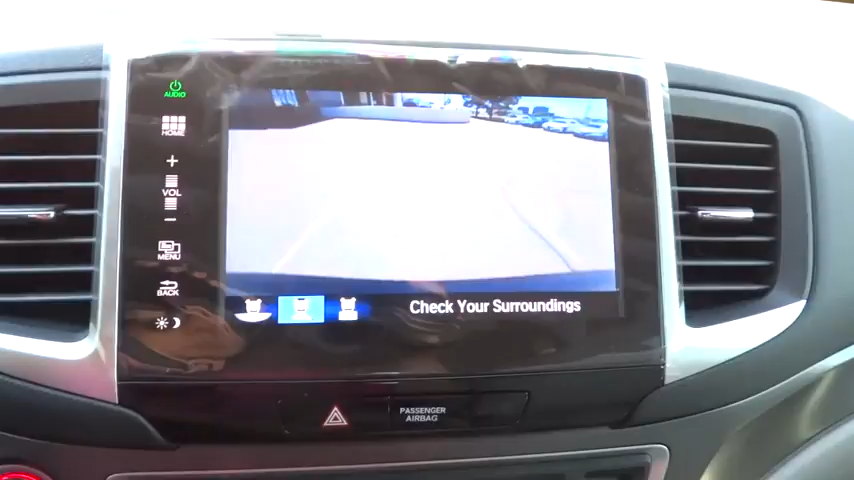 AUDIO
HOME
+
VOL
−
MENU
BACK
Check Your Surroundings
PASSENGER
AIRBAG